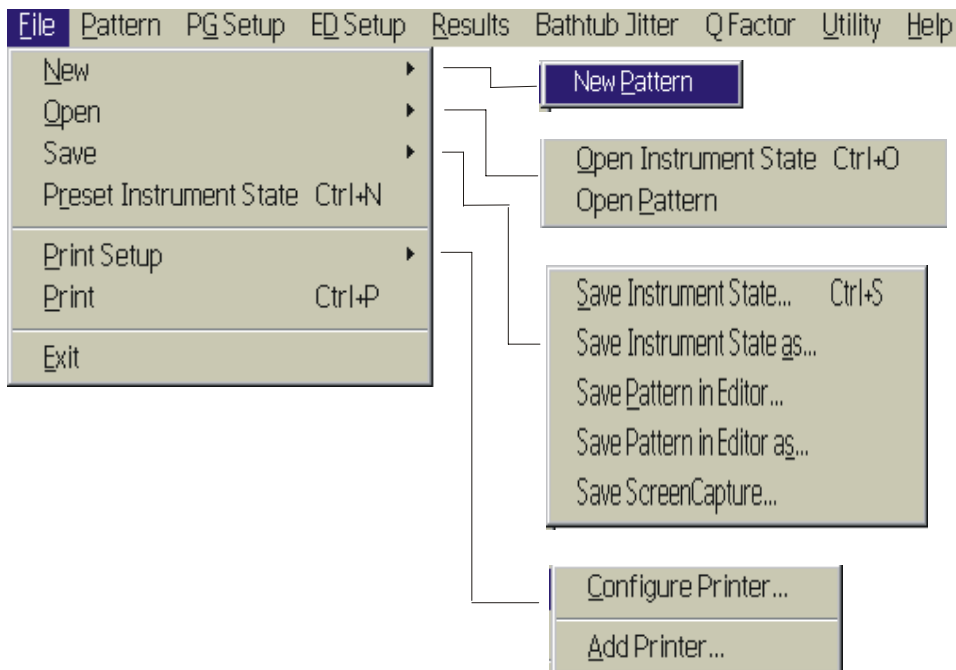 File Pattern PG Setup ED Setup Results Bathtub Jitter Q Factor Utility Help
New
Open
Save
Preset Instrument State Ctrl+N
Print Setup
Print Ctrl+P
Exit
New Pattern
Open Instrument State Ctrl+O
Open Pattern
Save Instrument State... Ctrl+S
Save Instrument State as...
Save Pattern in Editor...
Save Pattern in Editor as...
Save ScreenCapture...
Configure Printer...
Add Printer...